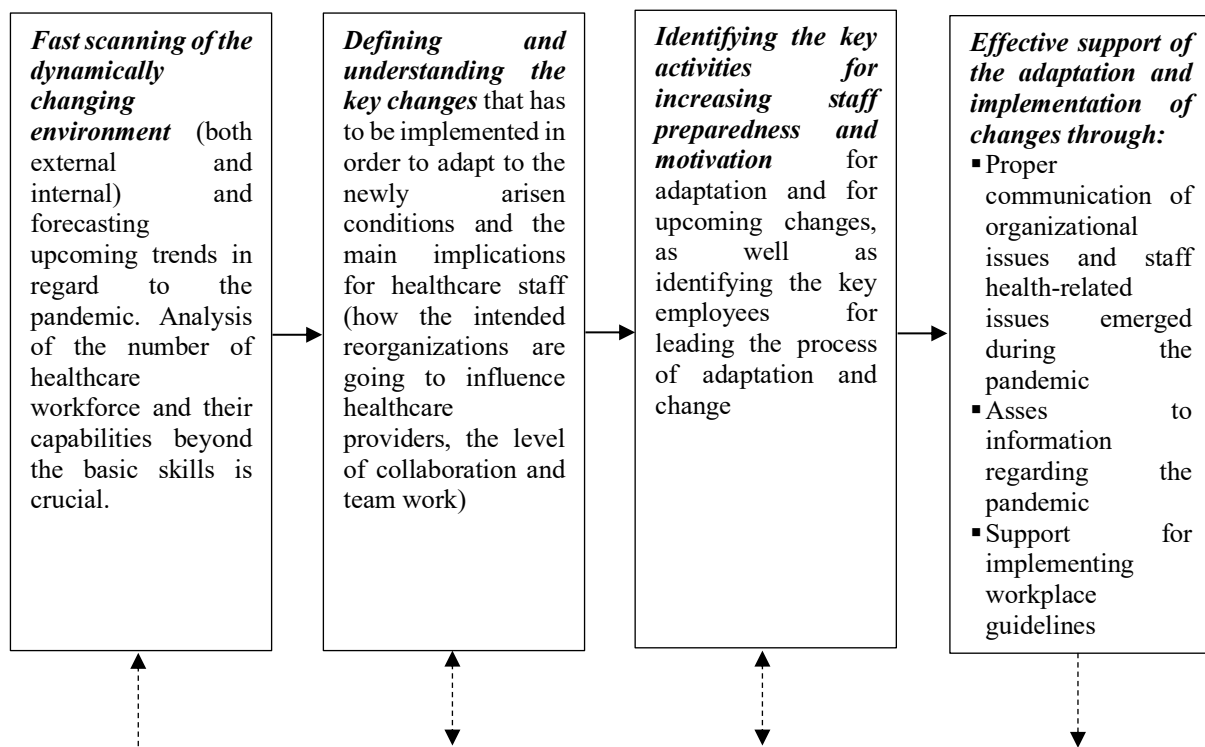 Fast scanning of the
dynamically
changing
environment (both
external and
internal) and
forecasting
upcoming trends in
regard to the
pandemic. Analysis
of the number of
healthcare
workforce and their
capabilities beyond
the basic skills is
crucial.
Defining and
understanding the
key changes that has
to be implemented in
order to adapt to the
newly arisen
conditions and the
main implications
for healthcare staff
(how the intended
reorganizations are
going to influence
healthcare
providers, the level
of collaboration and
team work)
Identifying the key
activities for
increasing staff
preparedness and
motivation for
adaptation and for
upcoming changes,
as well as
identifying the key
employees for
leading the process
of adaptation and
change
Effective support of
the adaptation and
implementation of
changes through:
▪ Proper
communication of
organizational
issues and staff
health-related
issues emerged
during the
pandemic
▪ Asses to
information
regarding the
pandemic
▪ Support for
implementing
workplace
guidelines